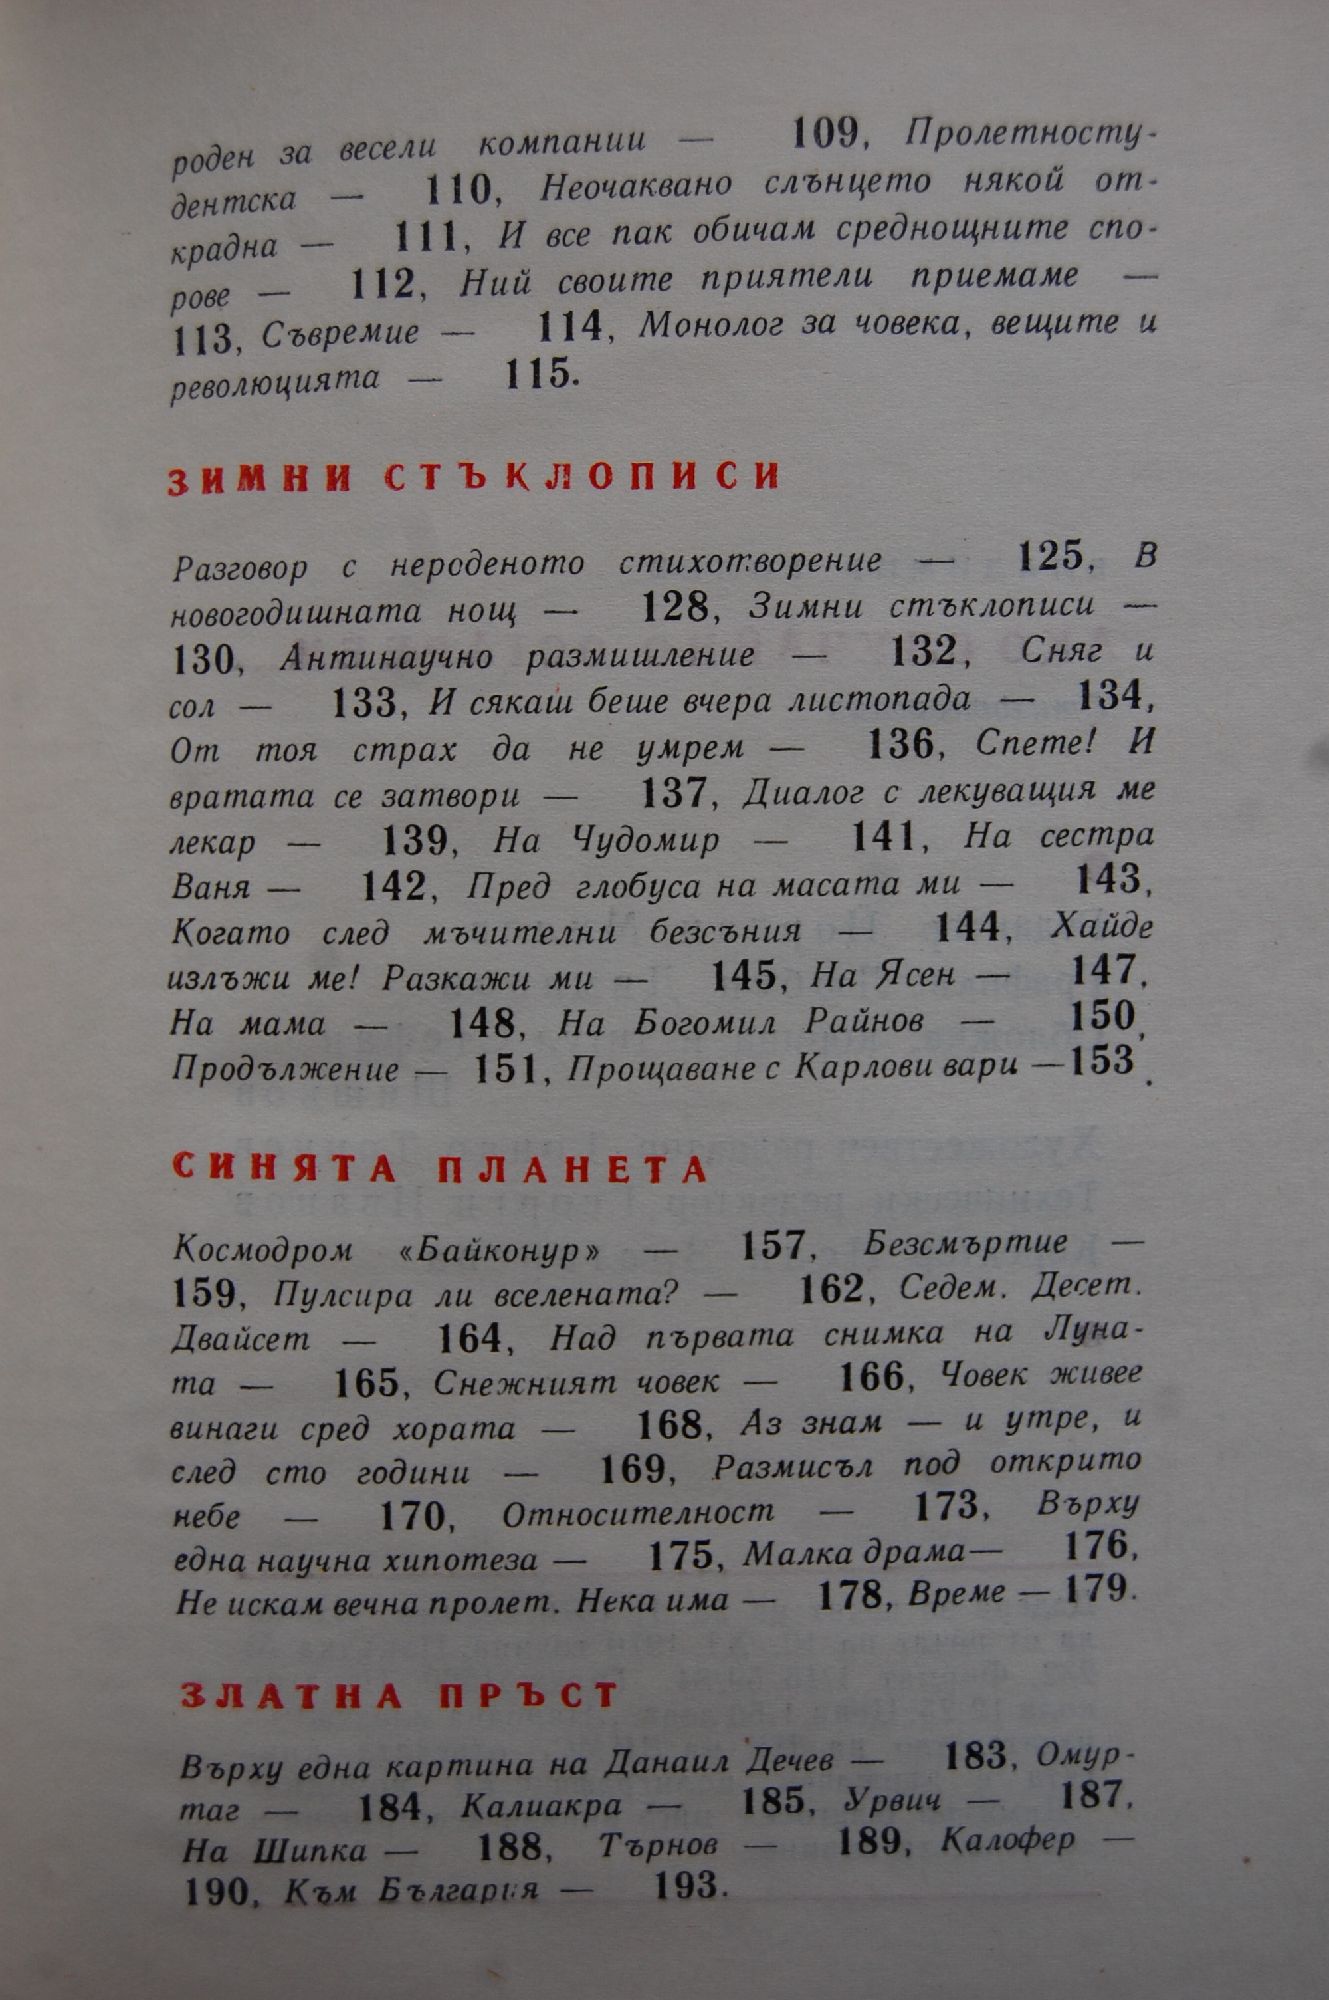 роден за весели компании — 109, Пролетносту-
дентска — 110, Неочаквано слънцето някой от-
крадна — 111, И все пак обичам среднощните спо-
рове — 112, Ний своите приятели приемаме —
113, Съвремие — 114, Монолог за човека, вещите и
революцията — 115.
ЗИМНИ СТЪКЛОПИСИ
Разговор с нероденото стихотворение — 125, В
новогодишната нощ — 128, Зимни стъклописи —
130, Антинаучно размишление — 132, Сняг и
сол — 133, И сякаш беше вчера листопада — 134,
От тоя страх да не умрем — 136, Спете! И
вратата се затвори — 137, Диалог с лекуващия ме
лекар — 139, На Чудомир — 141, На сестра
Ваня — 142, Пред глобуса на масата ми — 143,
Когато след мъчителни безсъния — 144, Хайде
излъжи ме! Разкажи ми — 145, На Ясен — 147,
На мама — 148, На Богомил Райнов — 150,
Продължение — 151, Прощаване с Карлови вари — 153.
СИНЯТА ПЛАНЕТА
Космодром «Байконур» — 157, Безсмъртие —
159, Пулсира ли вселената? — 162, Седем. Десет.
Двайсет — 164, Над първата снимка на Луна-
та — 165, Снежният човек — 166, Човек живее
винаги сред хората — 168, Аз знам — и утре, и
след сто години — 169, Размисъл под открито
небе — 170, Относителност — 173, Върху
една научна хипотеза — 175, Малка драма— 176,
Не искам вечна пролет. Нека има — 178, Време — 179.
ЗЛАТНА ПРЪСТ
Върху една картина на Данаил Дечев — 183, Омур-
таг — 184, Калиакра — 185, Урвич — 187,
На Шипка — 188, Търнов — 189, Калофер —
190, Към България — 193.